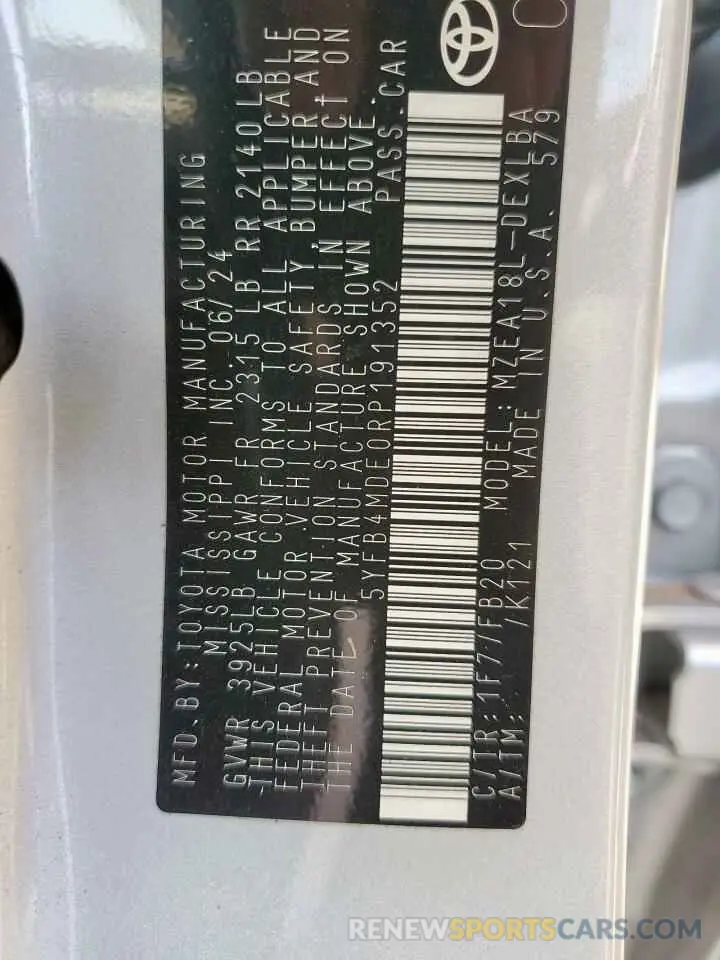 MFD.BY:TOYOTA MOTOR MANUFACTURING
MISSISSIPPI INC 06/24
GVWR 3925LB GAWR FR 2315 LB RR 2140LB
THIS VEHICLE CONFORMS TO ALL APPLICABLE
FEDERAL MOTOR VEHICLE SAFETY, BUMPER, AND
THEFT PREVENTION STANDARDS IN EFFECT ON
THE DATE OF MANUFACTURE SHOWN ABOVE.
5YFB4MDE0RP191352 PASS.CAR
C/TR:1F7/FB20 MODEL:MZEA18L-DEXLBA
A/TM: /K121 MADE IN U.S.A. 579
RENEWSPORTSCARS.COM